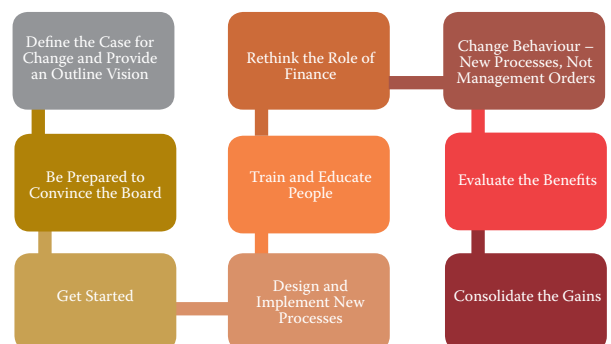 Define the Case for
Change and Provide
an Outline Vision
Be Prepared to
Convince the Board
Get Started
Design and
Implement New
Processes
Train and Educate
People
Rethink the Role of
Finance
Change Behaviour –
New Processes, Not
Management Orders
Evaluate the Benefits
Consolidate the Gains